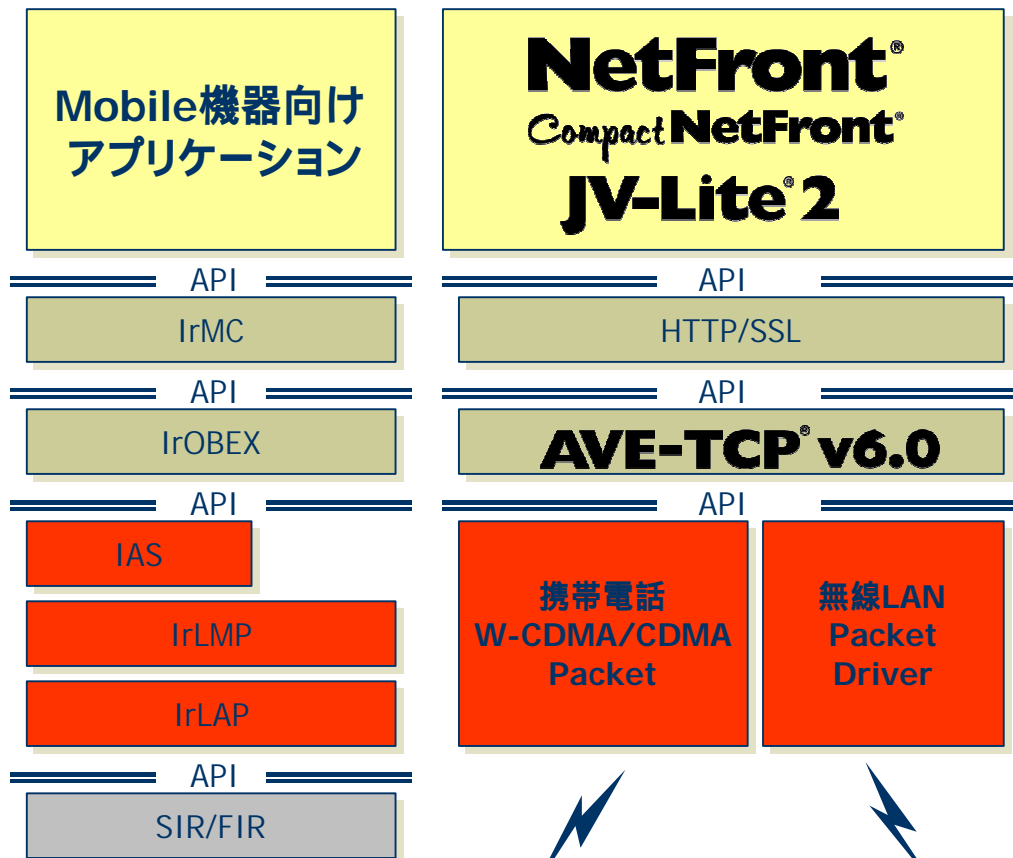 Mobile機器向け
アプリケーション
API
IrMC
API
IrOBEX
API
IAS
IrLMP
IrLAP
API
SIR/FIR
NetFront®
Compact NetFront®
JV-Lite® 2
API
HTTP/SSL
API
AVE-TCP® v6.0
API
携帯電話
W-CDMA/CDMA
Packet
無線LAN
Packet
Driver